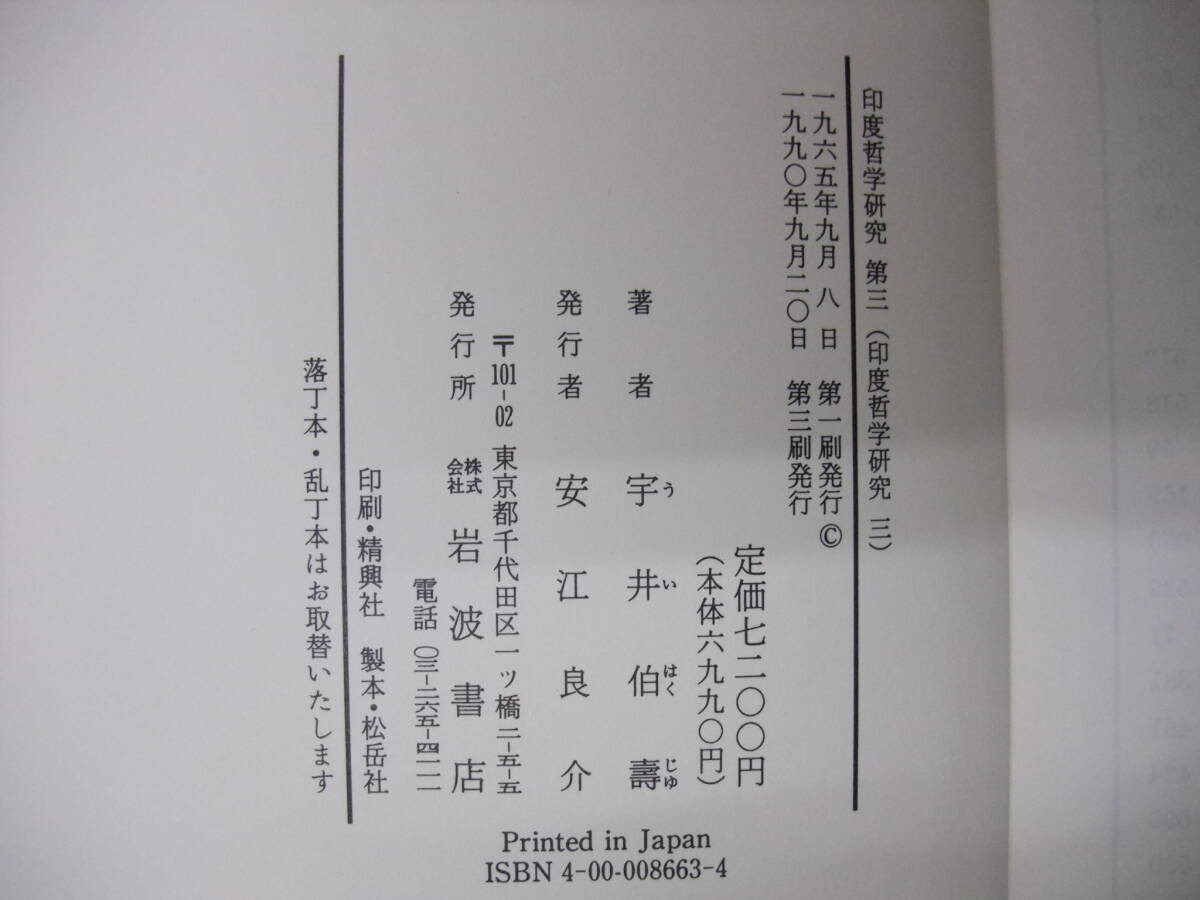 印度哲学研究 第三 (印度哲学研究 三)
一九六五年九月 八 日 第一刷発行 ©
一九九〇年九月二〇日 第三刷発行
定価七二〇〇円
(本体六九九〇円)
著者 宇井伯壽
う い はく じゆ
発行者 安江良介
〒101-02 東京都千代田区一ツ橋二-五-五
発行所 株式会社 岩波書店
電話 〇三-二六五-四一一一
印刷・精興社 製本・松岳社
落丁本・乱丁本はお取替いたします
Printed in Japan
ISBN 4-00-008663-4